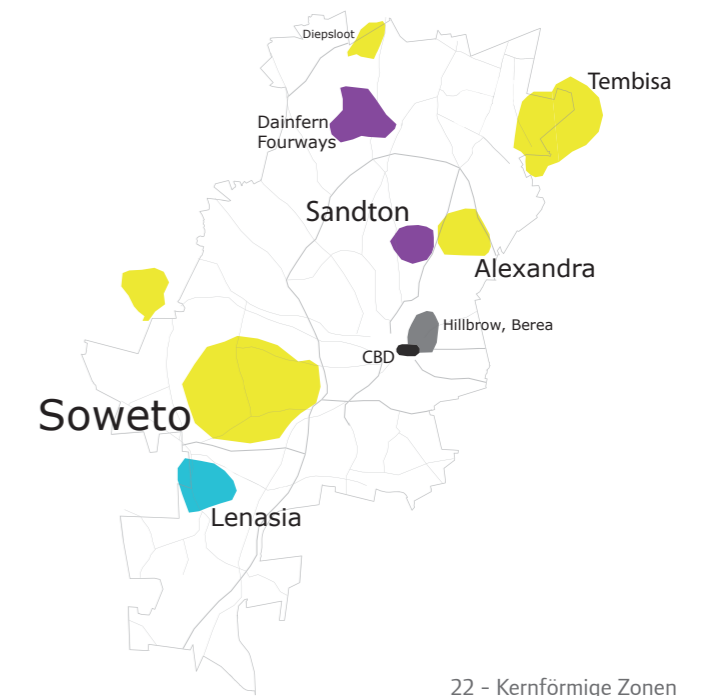 Diepsloot
Tembisa
Dainfern
Fourways
Sandton
Alexandra
Hillbrow, Berea
CBD
Soweto
Lenasia
22 - Kernförmige Zonen